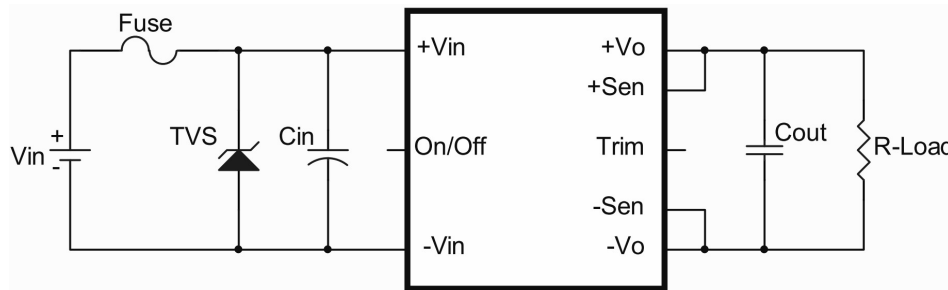 Fuse
+
Vin
-
TVS
Cin
+Vin
On/Off
-Vin
+Vo
+Sen
Trim
-Sen
-Vo
Cout
R-Load